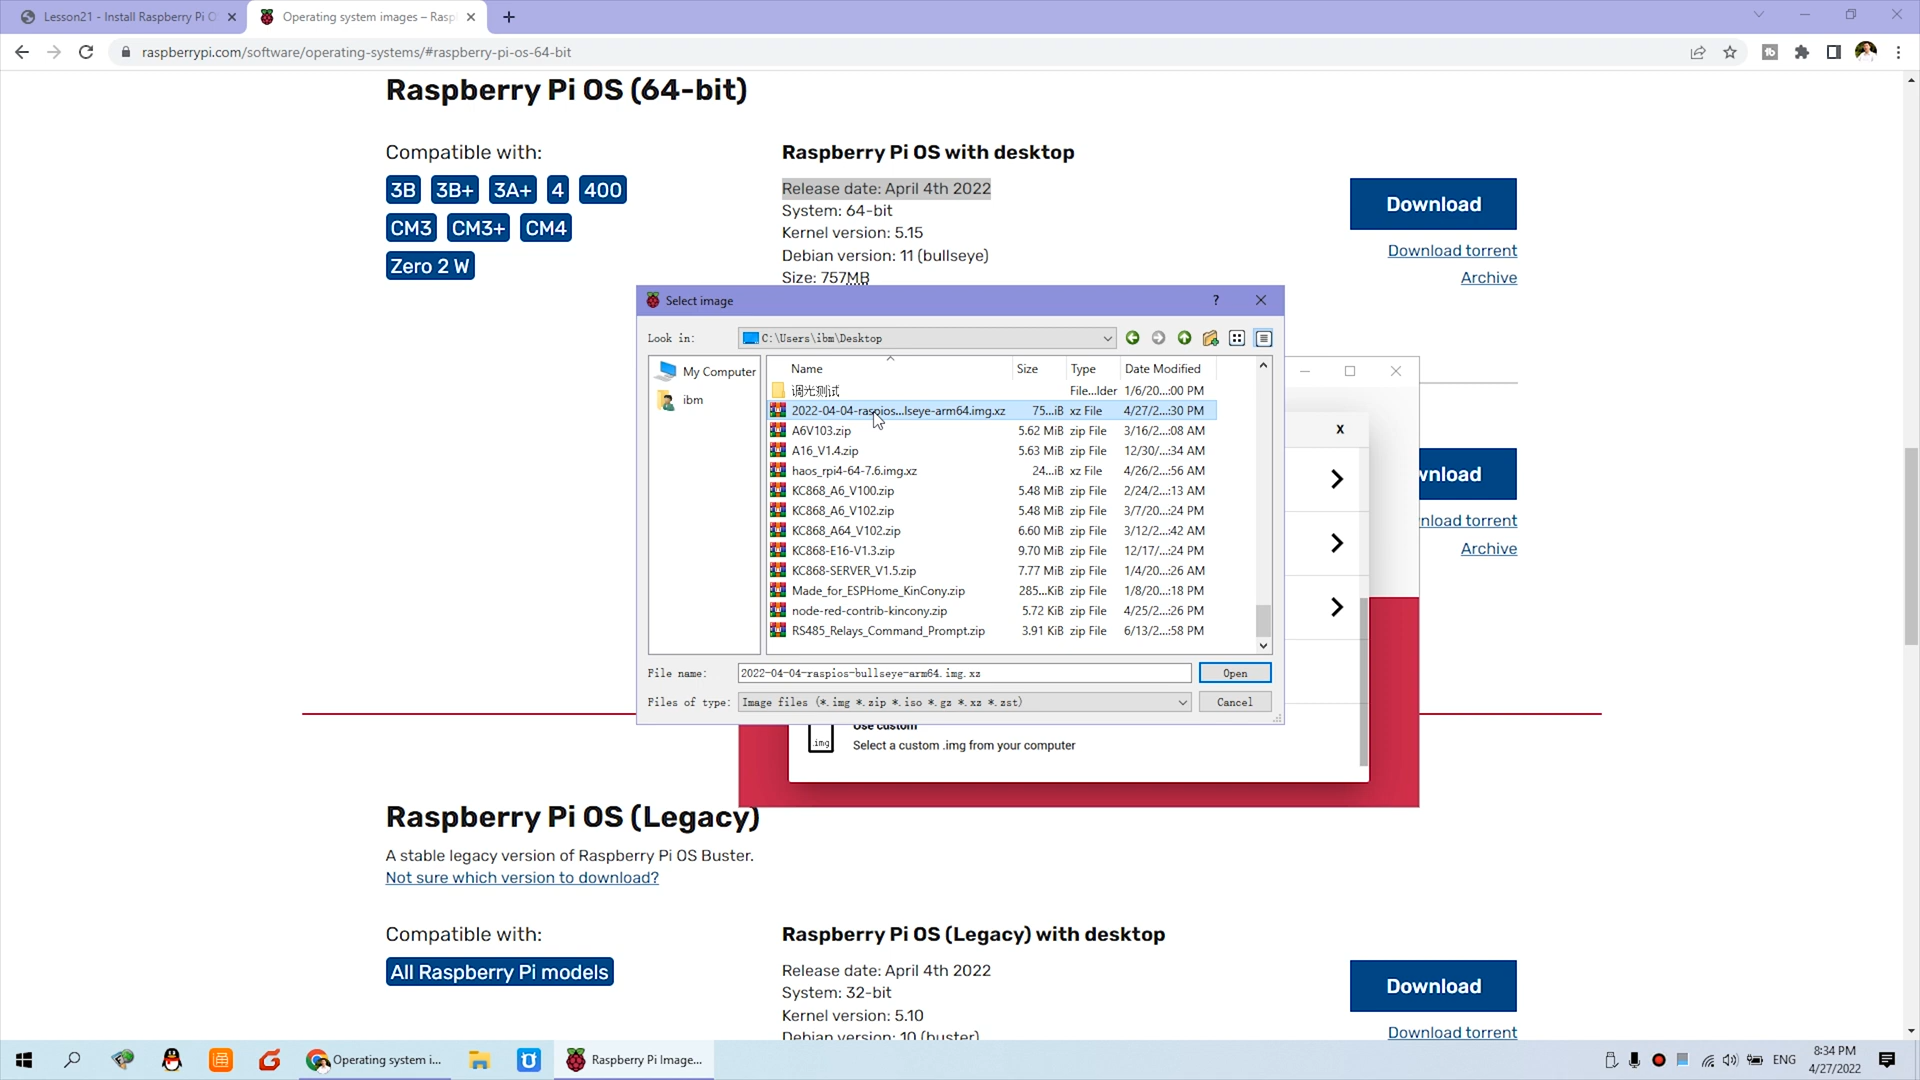 Lesson21 - Install Raspberry Pi O
Operating system images – Rasp
raspberrypi.com/software/operating-systems/#raspberry-pi-os-64-bit
Raspberry Pi OS (64-bit)
Compatible with:
3B 3B+ 3A+ 4 400
CM3 CM3+ CM4
Zero 2 W
Raspberry Pi OS with desktop
Release date: April 4th 2022
System: 64-bit
Kernel version: 5.15
Debian version: 11 (bullseye)
Size: 757MB
Download
Download torrent
Archive
Select image
?
Look in: C:\Users\ibm\Desktop
My Computer
ibm
Name Size Type Date Modified
调光测试 File...lder 1/6/20...:00 PM
2022-04-04-raspios...lseye-arm64.img.xz 75...iB xz File 4/27/2...:30 PM
A6V103.zip 5.62 MiB zip File 3/16/2...:08 AM
A16_V1.4.zip 5.63 MiB zip File 12/30/...:34 AM
haos_rpi4-64-7.6.img.xz 24...iB xz File 4/26/2...:56 AM
KC868_A6_V100.zip 5.48 MiB zip File 2/24/2...:13 AM
KC868_A6_V102.zip 5.48 MiB zip File 3/7/20...:24 PM
KC868_A64_V102.zip 6.60 MiB zip File 3/12/2...:42 AM
KC868-E16-V1.3.zip 9.70 MiB zip File 12/17/...:24 PM
KC868-SERVER_V1.5.zip 7.77 MiB zip File 1/4/20...:26 AM
Made_for_ESPHome_KinCony.zip 285...KiB zip File 1/8/20...:18 PM
node-red-contrib-kincony.zip 5.72 KiB zip File 4/25/2...:26 PM
RS485_Relays_Command_Prompt.zip 3.91 KiB zip File 6/13/2...:58 PM
File name: 2022-04-04-raspios-bullseye-arm64.img.xz Open
Files of type: Image files (*.img *.zip *.iso *.gz *.xz *.zst) Cancel
X
wnload
nload torrent
Archive
.img
Use custom
Select a custom .img from your computer
Raspberry Pi OS (Legacy)
A stable legacy version of Raspberry Pi OS Buster.
Not sure which version to download?
Compatible with:
All Raspberry Pi models
Raspberry Pi OS (Legacy) with desktop
Release date: April 4th 2022
System: 32-bit
Kernel version: 5.10
Debian version: 10 (buster)
Download
Download torrent
Operating system i...
Raspberry Pi Image...
ENG
8:34 PM
4/27/2022